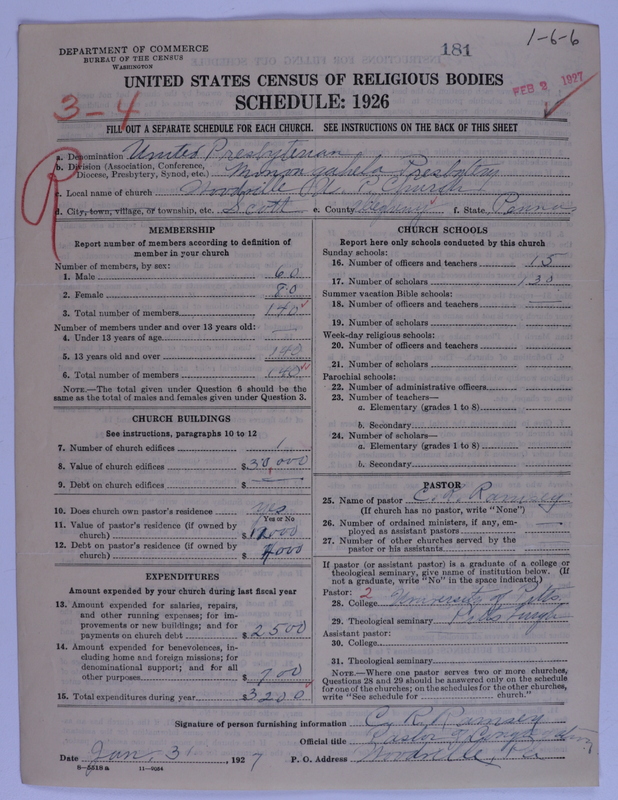 DEPARTMENT OF COMMERCE
BUREAU OF THE CENSUS
WASHINGTON
181
1-6-6
UNITED STATES CENSUS OF RELIGIOUS BODIES
SCHEDULE: 1926
FEB 2 1927
3-4
FILL OUT A SEPARATE SCHEDULE FOR EACH CHURCH. SEE INSTRUCTIONS ON THE BACK OF THIS SHEET
R
a. Denomination United Presbyterian
b. Division (Association, Conference,
Diocese, Presbytery, Synod, etc.) Monongahela Presbytery
c. Local name of church Woodville U. P. Church
d. City, town, village, or township, etc. Scott e. County Allegheny f. State Penna
MEMBERSHIP
Report number of members according to definition of
member in your church
Number of members, by sex:
1. Male 60
2. Female 80
3. Total number of members 140
Number of members under and over 13 years old:
4. Under 13 years of age —
5. 13 years old and over 140
6. Total number of members 140
NOTE.—The total given under Question 6 should be the
same as the total of males and females given under Question 3.
CHURCH BUILDINGS
See instructions, paragraphs 10 to 12
7. Number of church edifices 1
8. Value of church edifices $30,000
9. Debt on church edifices $ —
10. Does church own pastor's residence yes
Yes or No
11. Value of pastor's residence (if owned by
church) $
12. Debt on pastor's residence (if owned by
church) $
EXPENDITURES
Amount expended by your church during last fiscal year
13. Amount expended for salaries, repairs,
and other running expenses; for im-
provements or new buildings; and for
payments on church debt $2500
14. Amount expended for benevolences, in-
cluding home and foreign missions; for
denominational support; and for all
other purposes $700
15. Total expenditures during year $3200
CHURCH SCHOOLS
Report here only schools conducted by this church
Sunday schools:
16. Number of officers and teachers 15
17. Number of scholars 130
Summer vacation Bible schools:
18. Number of officers and teachers —
19. Number of scholars
Week-day religious schools:
20. Number of officers and teachers
21. Number of scholars
Parochial schools:
22. Number of administrative officers
23. Number of teachers—
a. Elementary (grades 1 to 8)
b. Secondary
24. Number of scholars—
a. Elementary (grades 1 to 8)
b. Secondary
PASTOR
25. Name of pastor C. K. Ramsey
(If church has no pastor, write "None")
26. Number of ordained ministers, if any, em-
ployed as assistant pastors —
27. Number of other churches served by the
pastor or his assistants —
If pastor (or assistant pastor) is a graduate of a college or
theological seminary, give name of institution below. (If
not a graduate, write "No" in the space indicated.)
Pastor: 2
28. College University of Pitts
29. Theological seminary Pittsburgh
Assistant pastor:
30. College
31. Theological seminary
NOTE.—Where one pastor serves two or more churches,
Questions 28 and 29 should be answered only on the schedule
for one of the churches; on the schedules for the other churches,
write "See schedule for church."
Signature of person furnishing information C. K. Ramsey
Official title Pastor of
Date Jan. 31, 1927 P. O. Address Woodville, Pa
8-5518a 11-9034